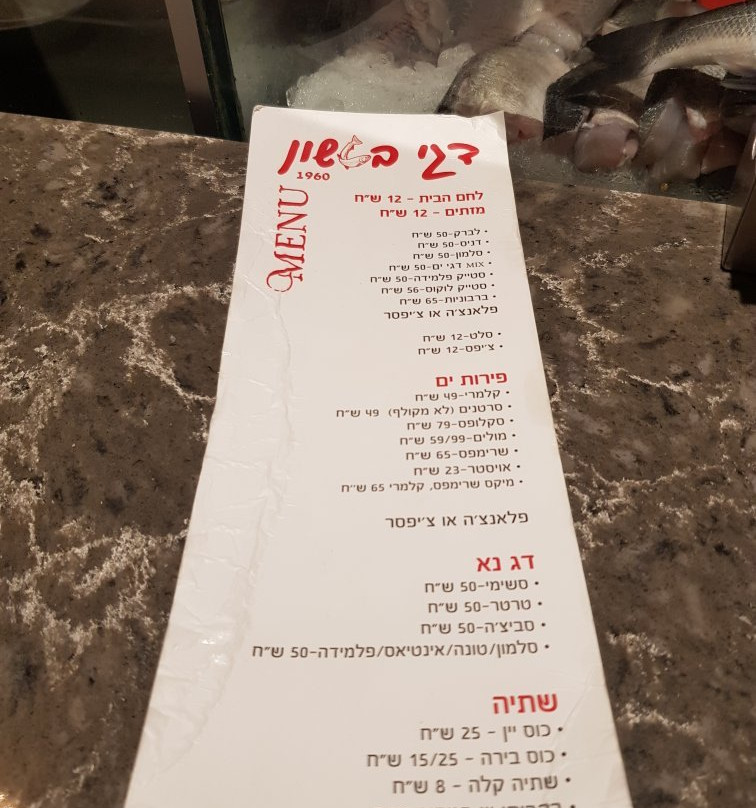 דגי בטשון
1960
MENU
לחם הבית - 12 ש״ח
מזתים - 12 ש״ח
• לברק-50 ש״ח
• דניס-50 ש״ח
• סלמון-50 ש״ח
• MIX דגי ים-50 ש״ח
• סטייק פלמידה-50 ש״ח
• סטייק לוקוס-56 ש״ח
• ברבוניות-65 ש״ח
פלאנצ׳ה או צ׳יפסר
• סלט-12 ש״ח
• צ׳יפס-12 ש״ח
פירות ים
• קלמרי-49 ש״ח
• סרטנים (לא מקולף) 49 ש״ח
• סקלופס-79 ש״ח
• מולים-59/99 ש״ח
• שרימפס-65 ש״ח
• אויסטר-23 ש״ח
• מיקס שרימפס, קלמרי 65 ש״ח
פלאנצ׳ה או צ׳יפסר
דג נא
• סשימי-50 ש״ח
• טרטר-50 ש״ח
• סביצ׳ה-50 ש״ח
• סלמון/טונה/אינטיאס/פלמידה-50 ש״ח
שתיה
• כוס יין - 25 ש״ח
• כוס בירה - 15/25 ש״ח
• שתיה קלה - 8 ש״ח